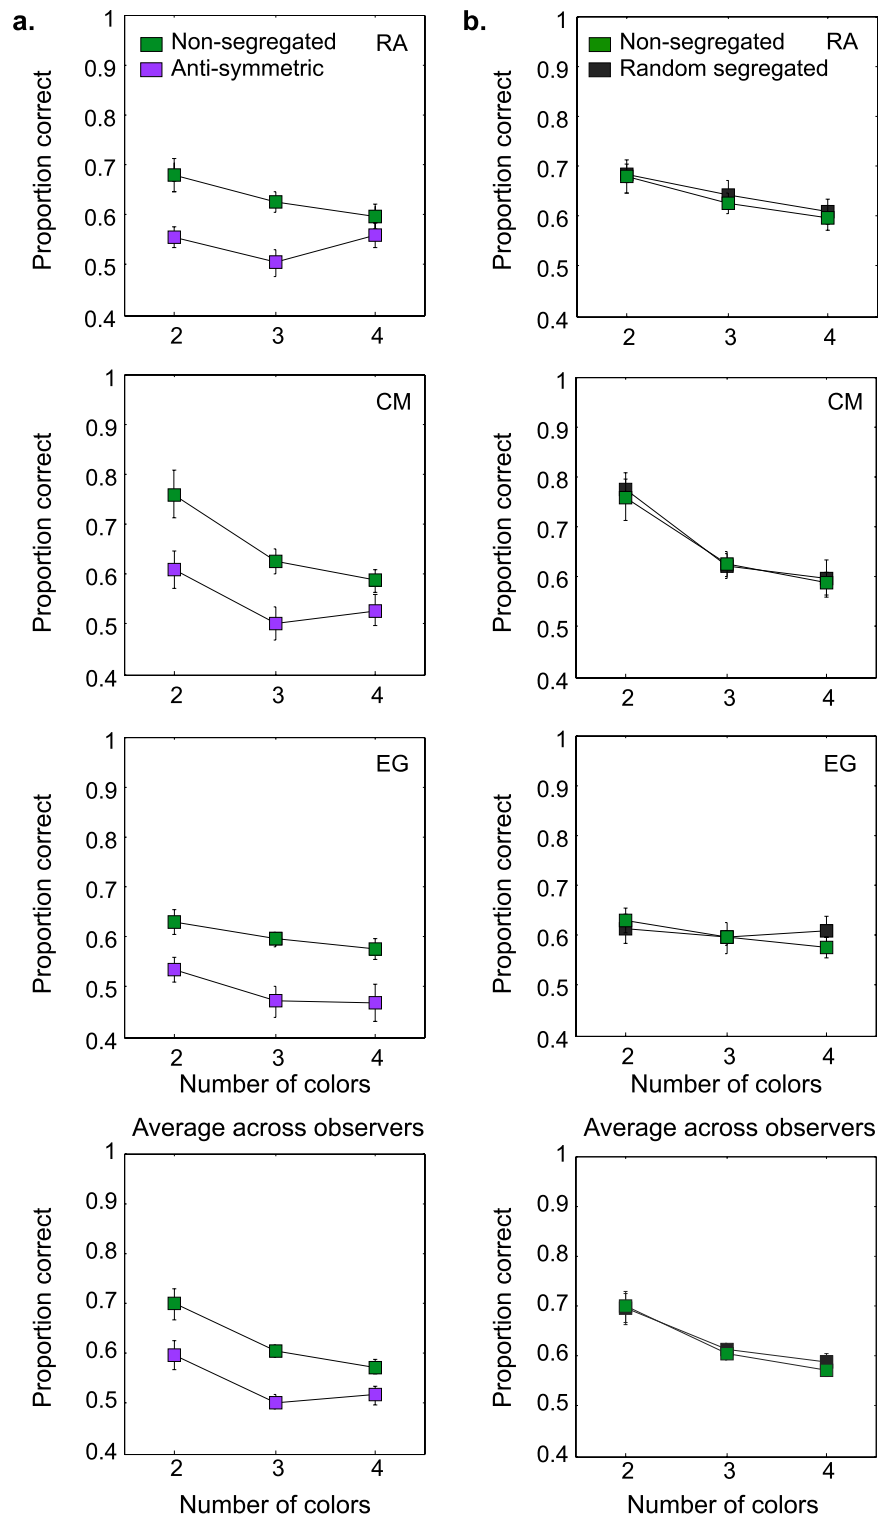 a.
Non-segregated
Anti-symmetric
RA
Proportion correct
1
0.9
0.8
0.7
0.6
0.5
0.4
2 3 4
CM
Proportion correct
1
0.9
0.8
0.7
0.6
0.5
0.4
2 3 4
EG
Proportion correct
1
0.9
0.8
0.7
0.6
0.5
0.4
2 3 4
Number of colors
Average across observers
Proportion correct
1
0.9
0.8
0.7
0.6
0.5
0.4
2 3 4
Number of colors
b.
Non-segregated
Random segregated
RA
Proportion correct
1
0.9
0.8
0.7
0.6
0.5
0.4
2 3 4
CM
Proportion correct
1
0.9
0.8
0.7
0.6
0.5
0.4
2 3 4
EG
Proportion correct
1
0.9
0.8
0.7
0.6
0.5
0.4
2 3 4
Number of colors
Average across observers
Proportion correct
1
0.9
0.8
0.7
0.6
0.5
0.4
2 3 4
Number of colors